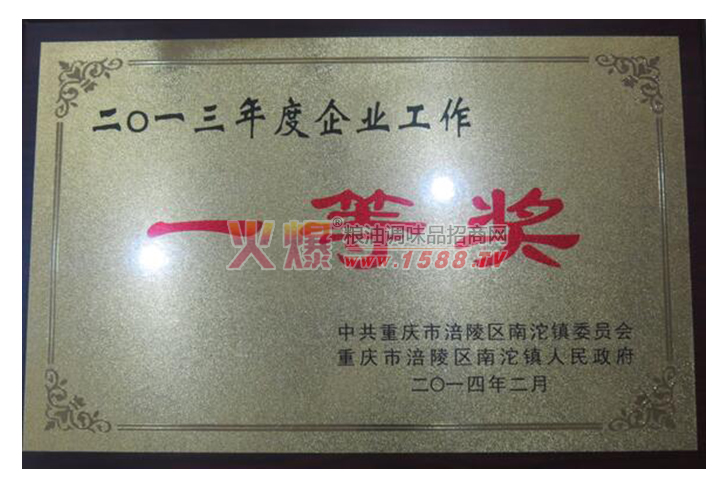 二〇一三年度企业工作
一等奖
火爆®粮油调味品招商网
www.1588.TV
中共重庆市涪陵区南沱镇委员会
重庆市涪陵区南沱镇人民政府
二〇一四年二月